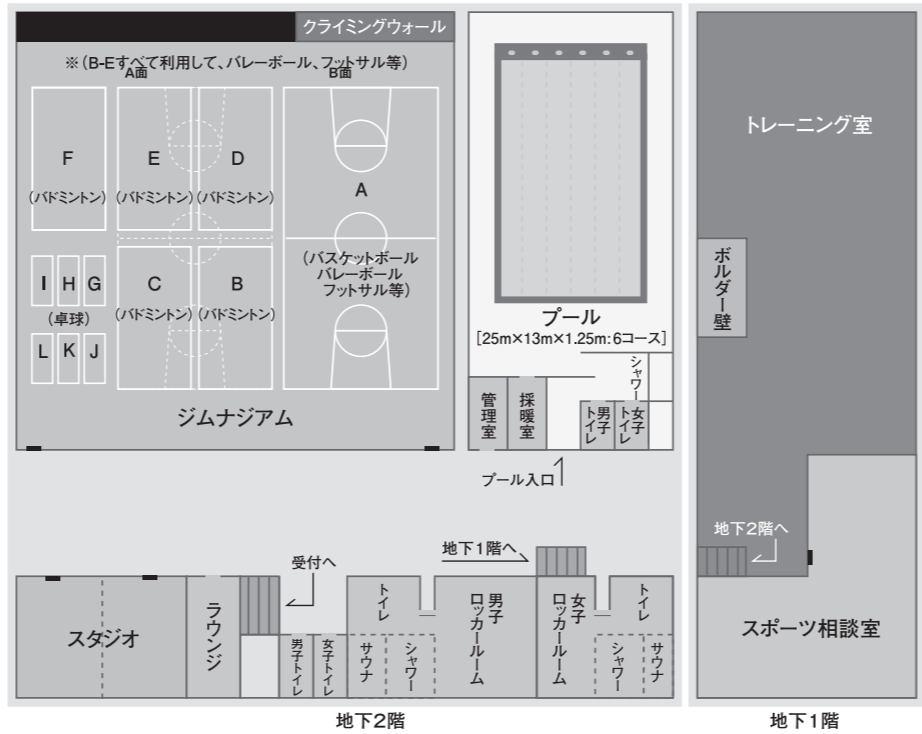 クライミングウォール
※(B-Eすべて利用して、バレーボール、フットサル等)
A面
B面
F
(バドミントン)
E
(バドミントン)
D
(バドミントン)
A
(バスケットボール
バレーボール
フットサル等)
I H G
(卓球)
L K J
C
(バドミントン)
B
(バドミントン)
ジムナジアム
プール
[25m×13m×1.25m:6コース]
シャワー
管理室
採暖室
男子
トイレ
女子
トイレ
プール入口
トレーニング室
ボルダー壁
地下2階へ
スポーツ相談室
受付へ
地下1階へ
スタジオ
ラウンジ
男子トイレ
女子トイレ
トイレ
サウナ
シャワー
男子
ロッカールーム
女子
ロッカールーム
トイレ
シャワー
サウナ
地下2階
地下1階